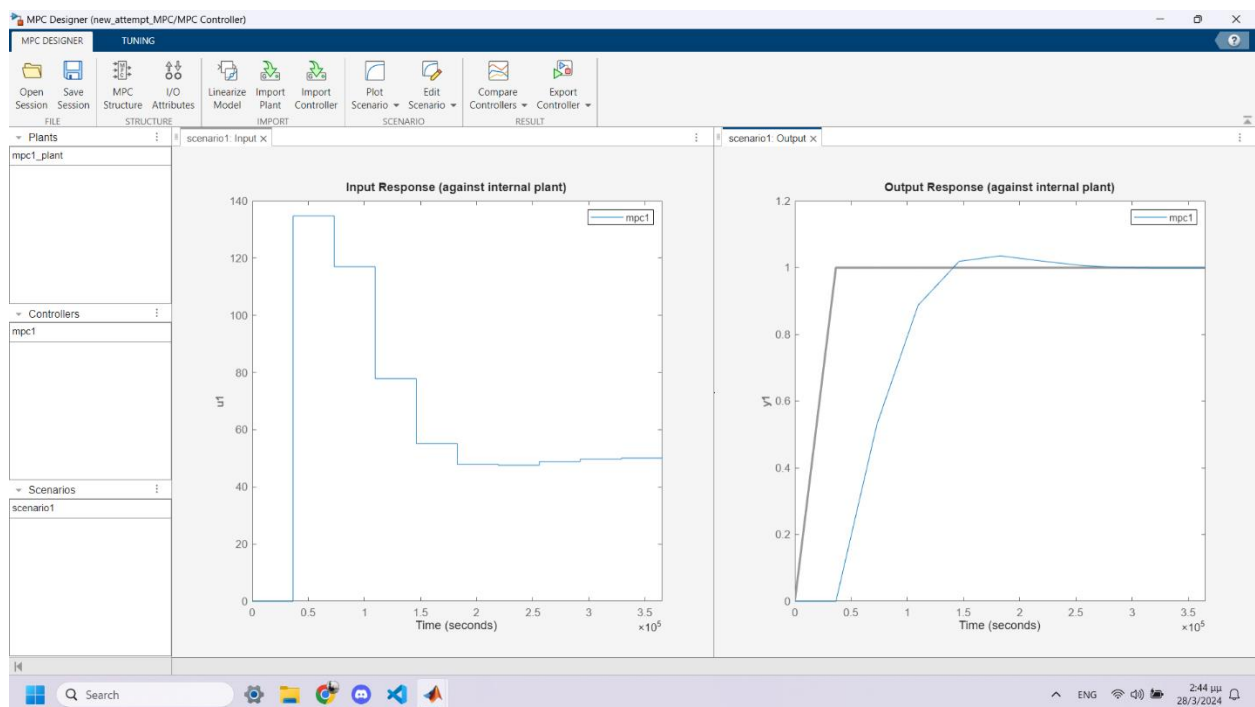 MPC Designer (new_attempt_MPC/MPC Controller)
MPC DESIGNER TUNING
Open Session
Save Session
MPC Structure
I/O Attributes
Linearize Model
Import Plant
Import Controller
Plot Scenario
Edit Scenario
Compare Controllers
Export Controller
FILE STRUCTURE IMPORT SCENARIO RESULT
Plants
mpc1_plant
Controllers
mpc1
Scenarios
scenario1
scenario1: Input
Input Response (against internal plant)
mpc1
140
120
100
80
60
40
20
0
u1
0 0.5 1 1.5 2 2.5 3 3.5
×10⁵
Time (seconds)
scenario1: Output
Output Response (against internal plant)
mpc1
1.2
1
0.8
0.6
0.4
0.2
0
y1
0 0.5 1 1.5 2 2.5 3 3.5
×10⁵
Time (seconds)
Search
ENG
2:44 μμ
28/3/2024